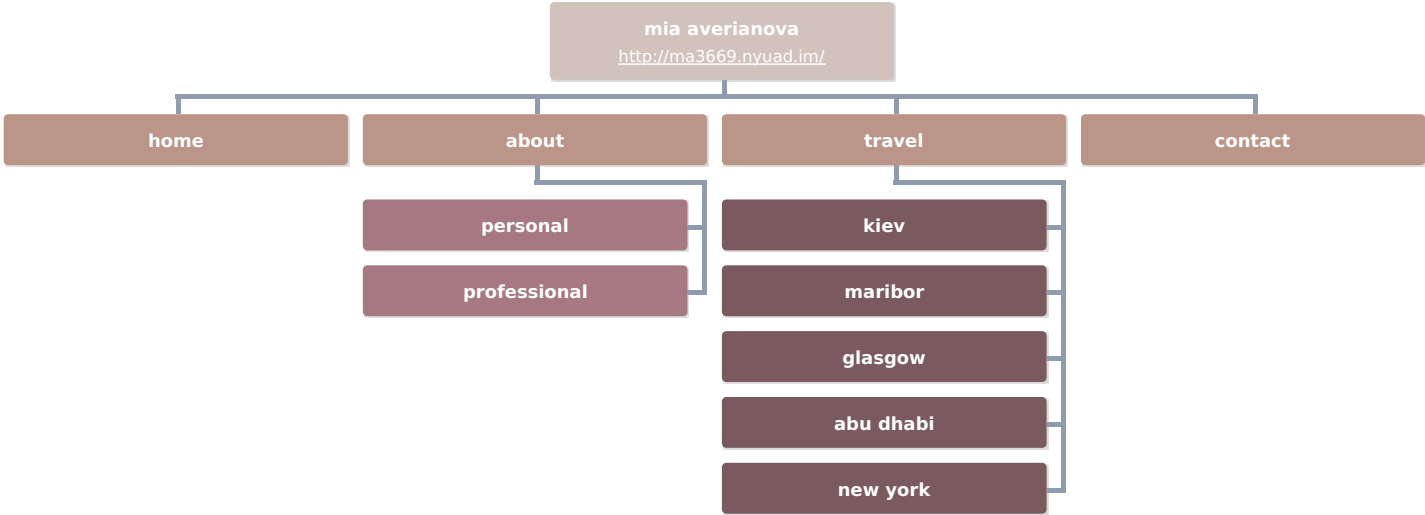 mia averianova
http://ma3669.nyuad.im/
home
about
travel
contact
personal
professional
kiev
maribor
glasgow
abu dhabi
new york